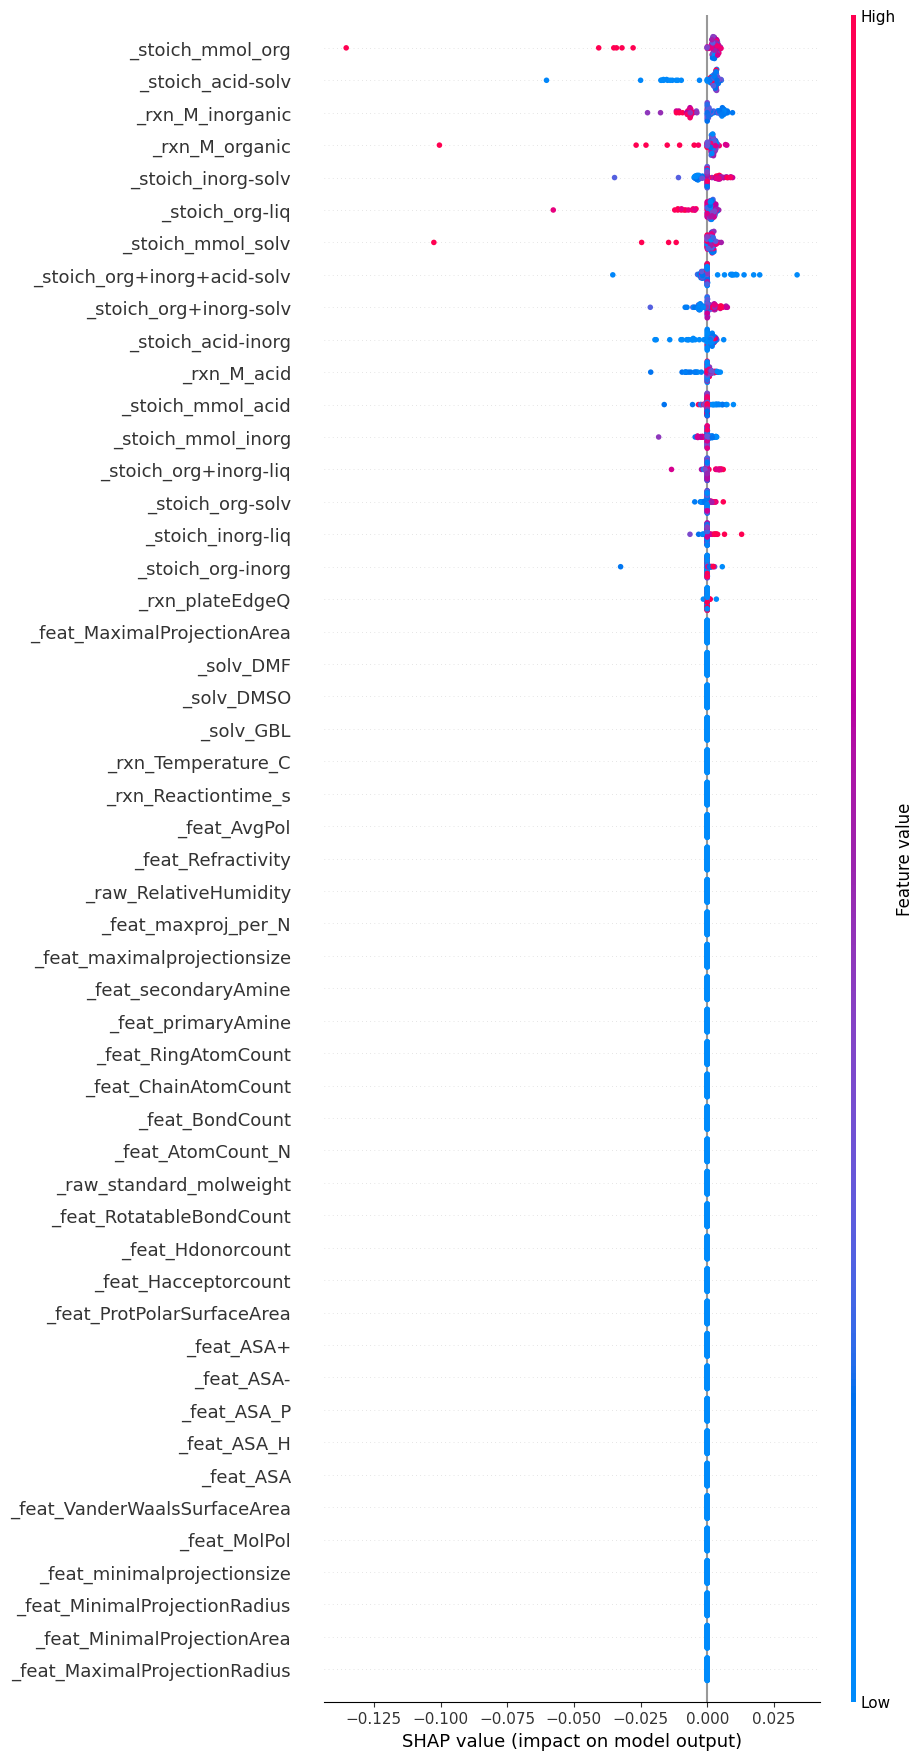 High
_stoich_mmol_org
_stoich_acid-solv
_rxn_M_inorganic
_rxn_M_organic
_stoich_inorg-solv
_stoich_org-liq
_stoich_mmol_solv
_stoich_org+inorg+acid-solv
_stoich_org+inorg-solv
_stoich_acid-inorg
_rxn_M_acid
_stoich_mmol_acid
_stoich_mmol_inorg
_stoich_org+inorg-liq
_stoich_org-solv
_stoich_inorg-liq
_stoich_org-inorg
_rxn_plateEdgeQ
_feat_MaximalProjectionArea
_solv_DMF
_solv_DMSO
_solv_GBL
_rxn_Temperature_C
_rxn_Reactiontime_s
_feat_AvgPol
_feat_Refractivity
_raw_RelativeHumidity
_feat_maxproj_per_N
_feat_maximalprojectionsize
_feat_secondaryAmine
_feat_primaryAmine
_feat_RingAtomCount
_feat_ChainAtomCount
_feat_BondCount
_feat_AtomCount_N
_raw_standard_molweight
_feat_RotatableBondCount
_feat_Hdonorcount
_feat_Hacceptorcount
_feat_ProtPolarSurfaceArea
_feat_ASA+
_feat_ASA-
_feat_ASA_P
_feat_ASA_H
_feat_ASA
_feat_VanderWaalsSurfaceArea
_feat_MolPol
_feat_minimalprojectionsize
_feat_MinimalProjectionRadius
_feat_MinimalProjectionArea
_feat_MaximalProjectionRadius
Feature value
Low
−0.125 −0.100 −0.075 −0.050 −0.025 0.000 0.025
SHAP value (impact on model output)